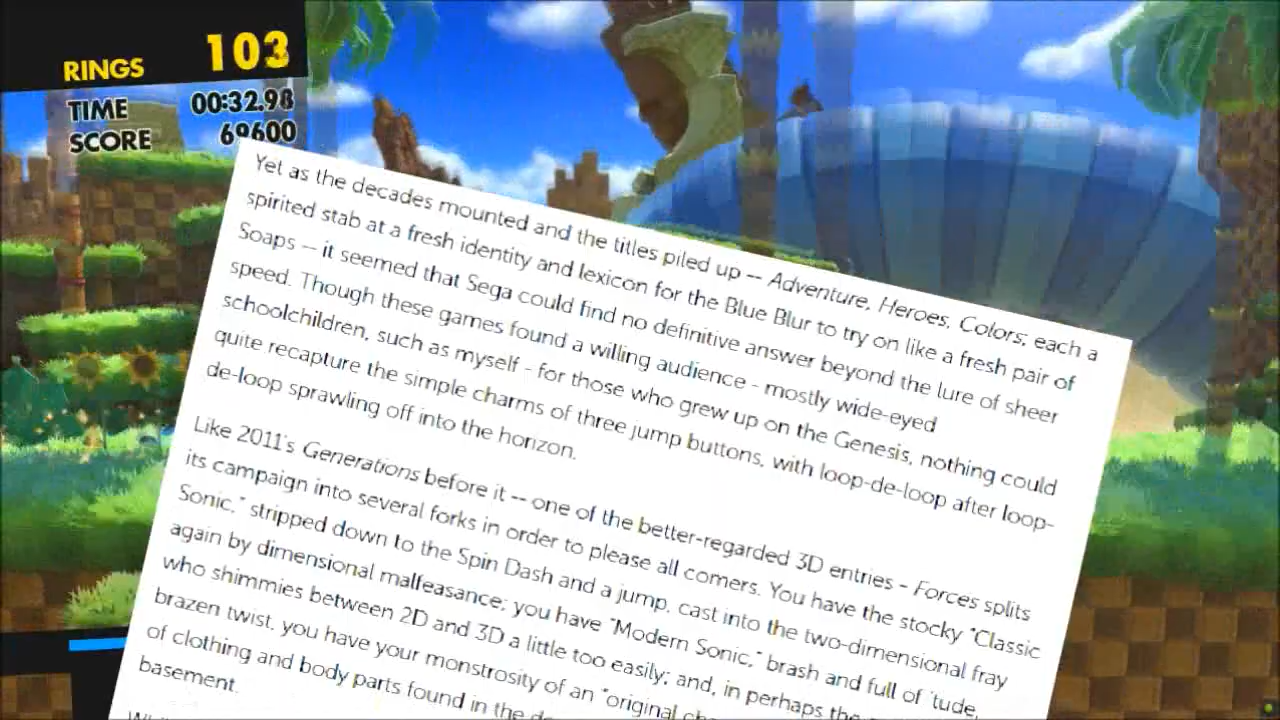 RINGS 103
TIME 00:32.98
SCORE 69600
Yet as the decades mounted and the titles piled up -- Adventure, Heroes, Colors, each a
spirited stab at a fresh identity and lexicon for the Blue Blur to try on like a fresh pair of
Soaps -- it seemed that Sega could find no definitive answer beyond the lure of sheer
speed. Though these games found a willing audience - mostly wide-eyed
schoolchildren, such as myself - for those who grew up on the Genesis, nothing could
quite recapture the simple charms of three jump buttons, with loop-de-loop after loop-
de-loop sprawling off into the horizon.
Like 2011's Generations before it -- one of the better-regarded 3D entries - Forces splits
its campaign into several forks in order to please all comers. You have the stocky "Classic
Sonic," stripped down to the Spin Dash and a jump, cast into the two-dimensional fray
again by dimensional malfeasance; you have "Modern Sonic," brash and full of 'tude,
who shimmies between 2D and 3D a little too easily; and, in perhaps the
brazen twist, you have your monstrosity of an "original
of clothing and body parts found in the
basement.